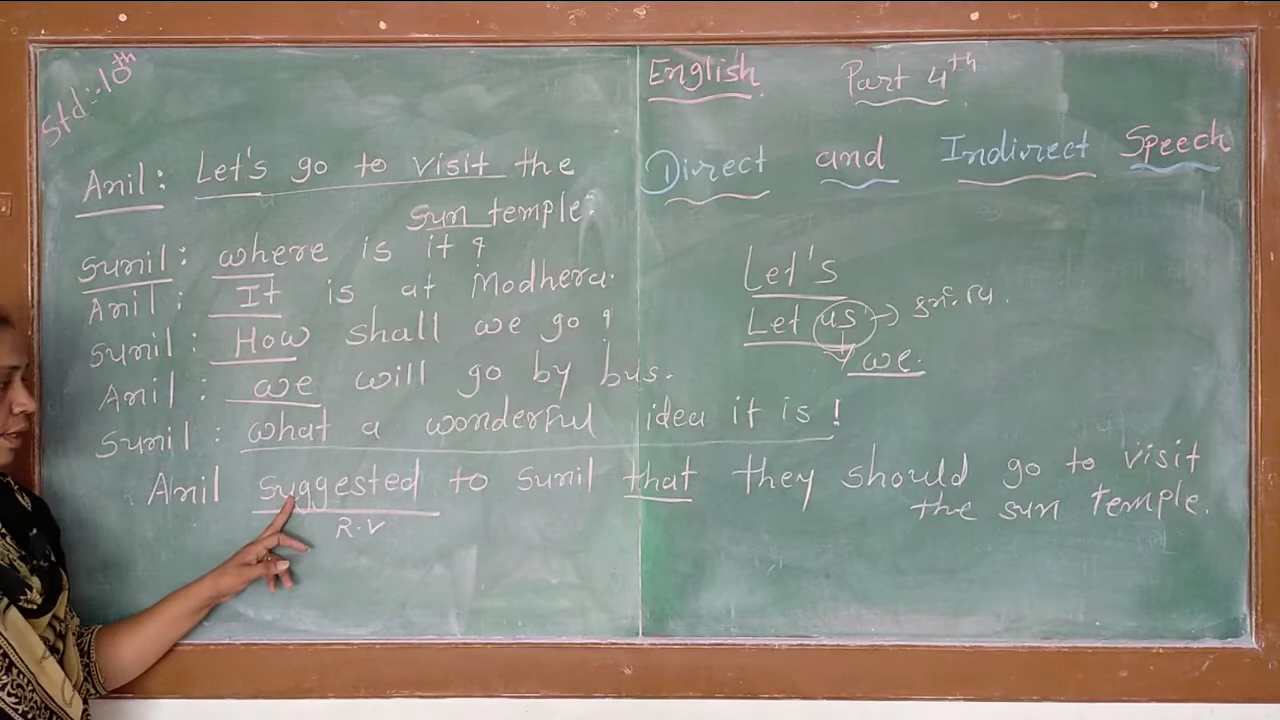 Std:-10th
English Part 4th
Direct and Indirect Speech
Anil: Let's go to visit the
sun temple.
Sunil: where is it?
Anil: It is at Modhera.
Sunil: How shall we go?
Anil: we will go by bus.
Sunil: what a wonderful idea it is!
Let's
Let us →
we.
Anil suggested to Sunil that they should go to visit
the sun temple.
R.V